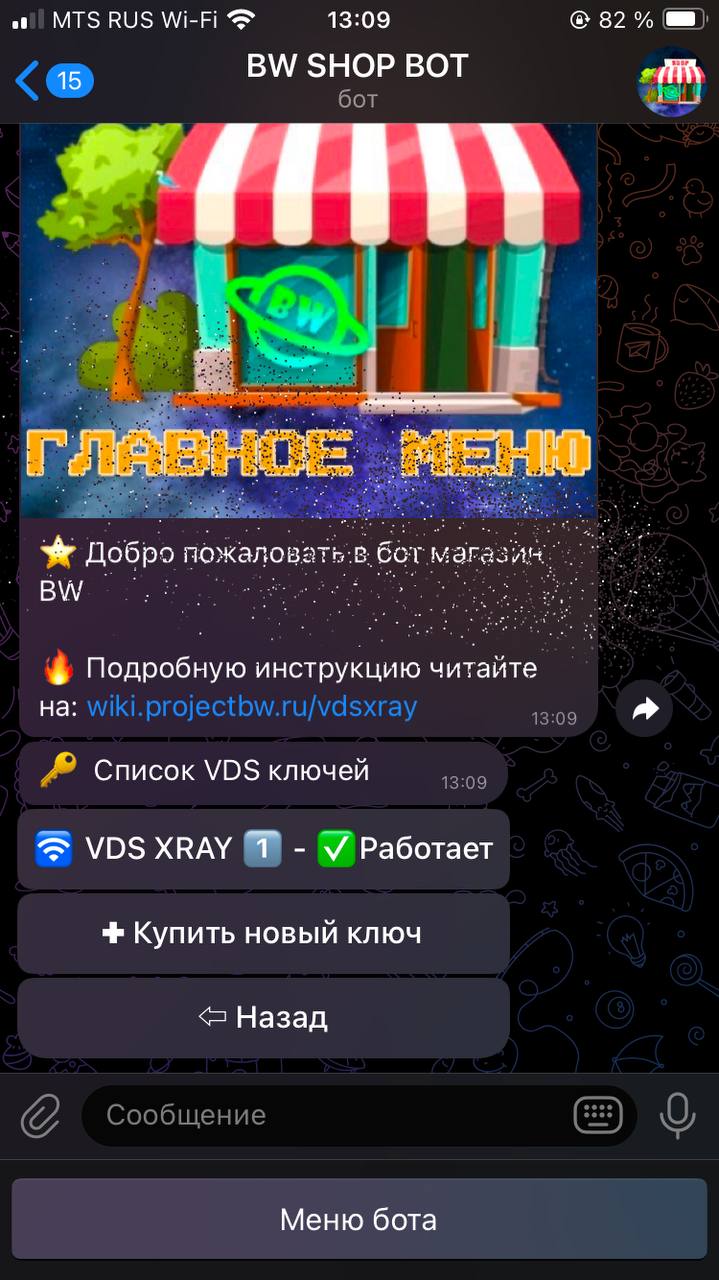 MTS RUS Wi-Fi 13:09 82 %
15 BW SHOP BOT
бот
BW
ГЛАВНОЕ МЕНЮ
⭐ Добро пожаловать в бот магазин
BW
🔥 Подробную инструкцию читайте
на: wiki.projectbw.ru/vdsxray 13:09
🔑 Список VDS ключей 13:09
🛜 VDS XRAY 1️⃣ - ✅Работает
✚ Купить новый ключ
⇦ Назад
Сообщение
Меню бота